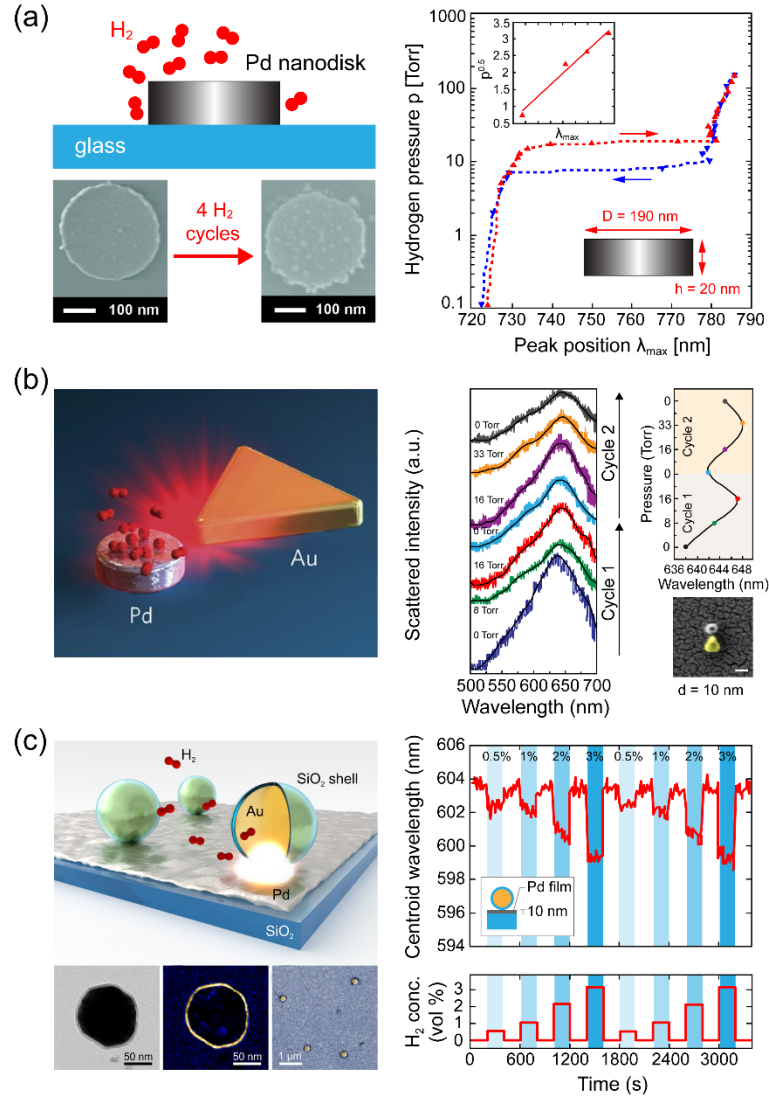 (a)
H2
Pd nanodisk
glass
4 H2
cycles
100 nm
100 nm
Hydrogen pressure p [Torr]
1000
100
10
1
0.1
p^0.5
3.5
3
2.5
2
1.5
1
0.5
λmax
D = 190 nm
h = 20 nm
720
730
740
750
760
770
780
790
Peak position λmax [nm]
(b)
Au
Pd
Scattered intensity (a.u.)
0 Torr
33 Torr
16 Torr
0 Torr
16 Torr
8 Torr
0 Torr
Cycle 2
Cycle 1
500
550
600
650
700
Wavelength (nm)
Pressure (Torr)
0
33
16
0
16
8
0
Cycle 2
Cycle 1
636
640
644
648
Wavelength (nm)
d = 10 nm
(c)
H2
SiO2 shell
Au
Pd
SiO2
50 nm
50 nm
1 µm
Centroid wavelength (nm)
606
604
602
600
598
596
594
0.5%
1%
2%
3%
0.5%
1%
2%
3%
Pd film
10 nm
H2 conc.
(vol %)
3
2
1
0
0
600
1200
1800
2400
3000
Time (s)